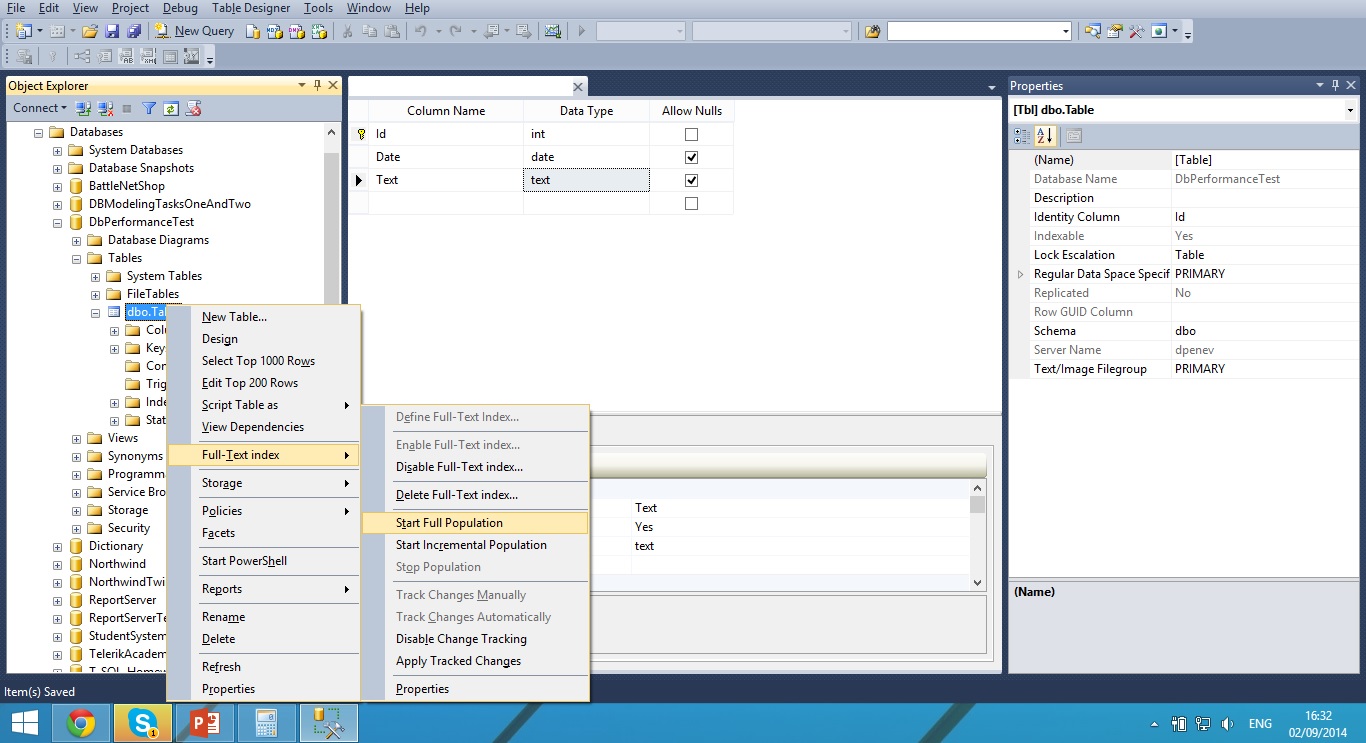 File Edit View Project Debug Table Designer Tools Window Help
New Query
Object Explorer
Connect
Databases
System Databases
Database Snapshots
BattleNetShop
DBModelingTasksOneAndTwo
DbPerformanceTest
Database Diagrams
Tables
System Tables
FileTables
dbo.Ta
Colu
Key
Con
Trig
Inde
Stat
Views
Synonyms
Programm
Service Bro
Storage
Security
Dictionary
Northwind
NorthwindTwi
ReportServer
ReportServerTe
StudentSystem
TelerikAcadem
T_SQL_Homew
Column Name Data Type Allow Nulls
Id int
Date date
Text text
New Table...
Design
Select Top 1000 Rows
Edit Top 200 Rows
Script Table as
View Dependencies
Full-Text index
Storage
Policies
Facets
Start PowerShell
Reports
Rename
Delete
Refresh
Properties
Define Full-Text Index...
Enable Full-Text index...
Disable Full-Text index...
Delete Full-Text index...
Start Full Population
Start Incremental Population
Stop Population
Track Changes Manually
Track Changes Automatically
Disable Change Tracking
Apply Tracked Changes
Properties
Text
Yes
text
Properties
[Tbl] dbo.Table
(Name) [Table]
Database Name DbPerformanceTest
Description
Identity Column Id
Indexable Yes
Lock Escalation Table
Regular Data Space Specif PRIMARY
Replicated No
Row GUID Column
Schema dbo
Server Name dpenev
Text/Image Filegroup PRIMARY
(Name)
Item(s) Saved
ENG
16:32
02/09/2014